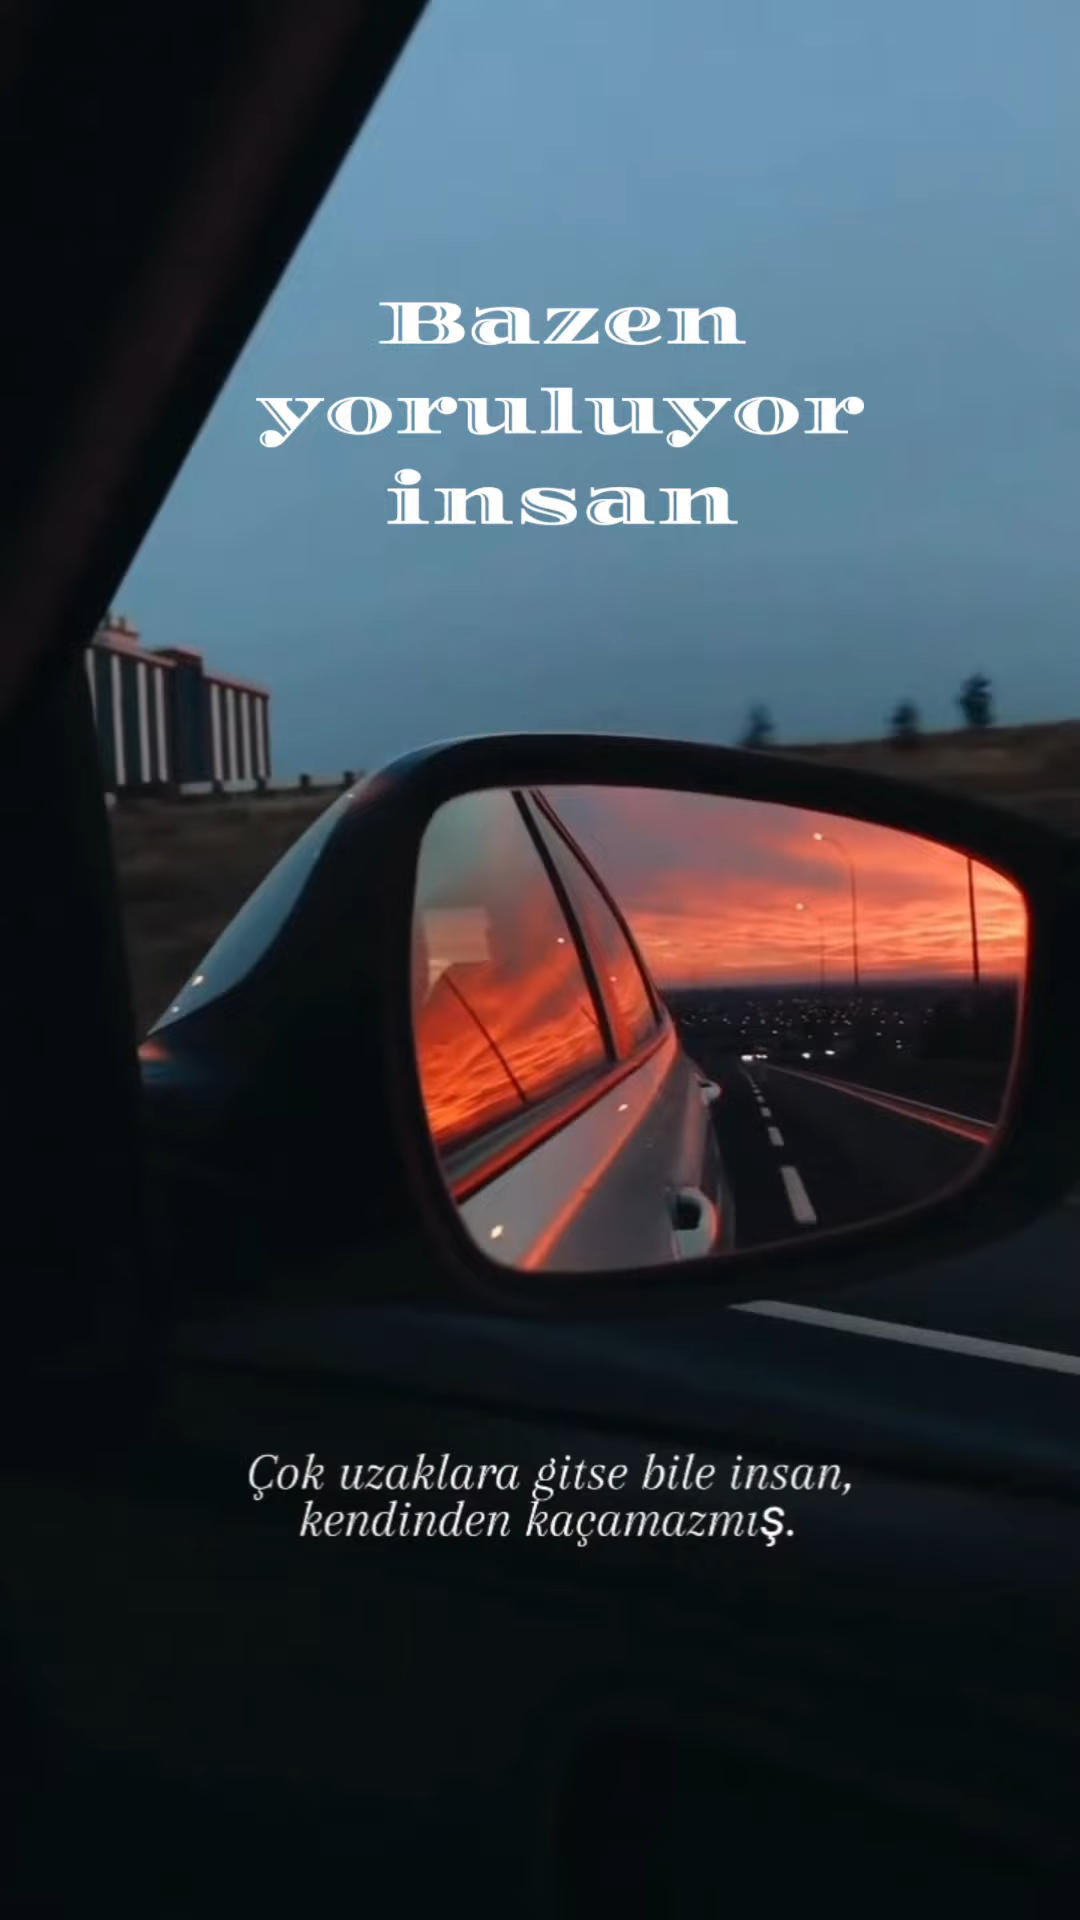 Bazen
yoruluyor
insan
Çok uzaklara gitse bile insan,
kendinden kaçamazmış.